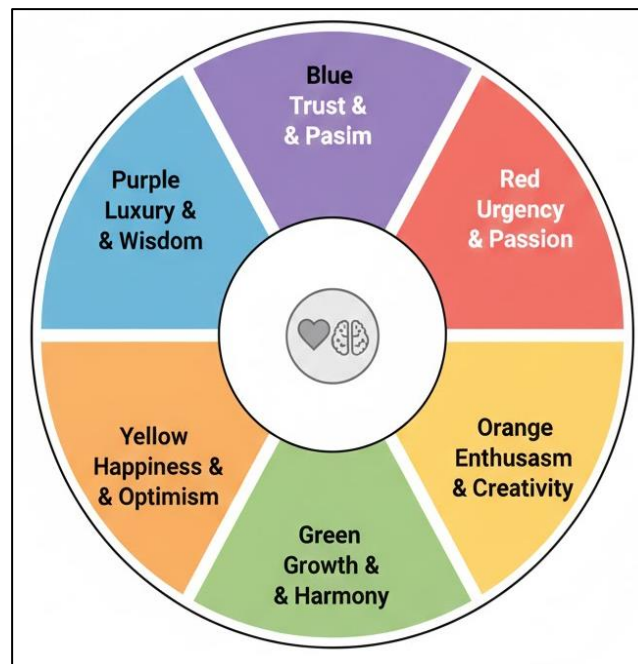 Blue
Trust &
& Pasim
Red
Urgency
& Passion
Orange
Enthusasm
& Creativity
Green
Growth &
& Harmony
Yellow
Happiness &
& Optimism
Purple
Luxury &
& Wisdom